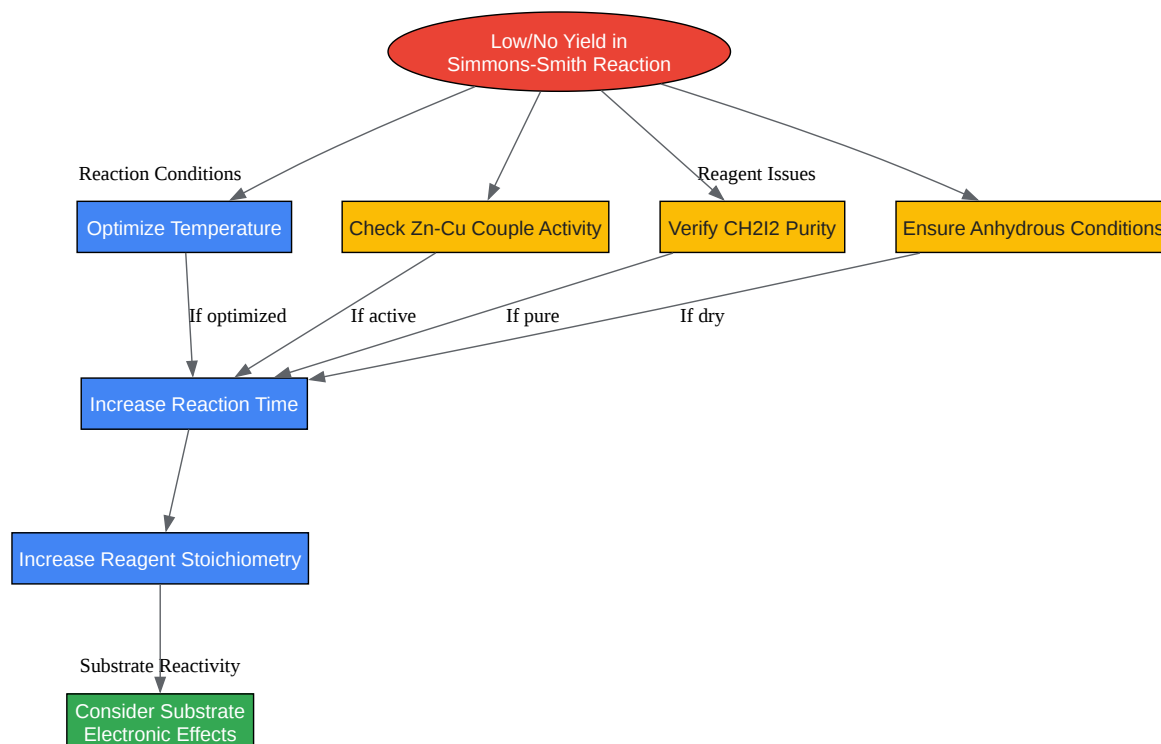 Low/No Yield in
Simmons-Smith Reaction
Reaction Conditions
Reagent Issues
Optimize Temperature
Check Zn-Cu Couple Activity
Verify CH2I2 Purity
Ensure Anhydrous Conditions
If optimized
If active
If pure
If dry
Increase Reaction Time
Increase Reagent Stoichiometry
Substrate Reactivity
Consider Substrate
Electronic Effects